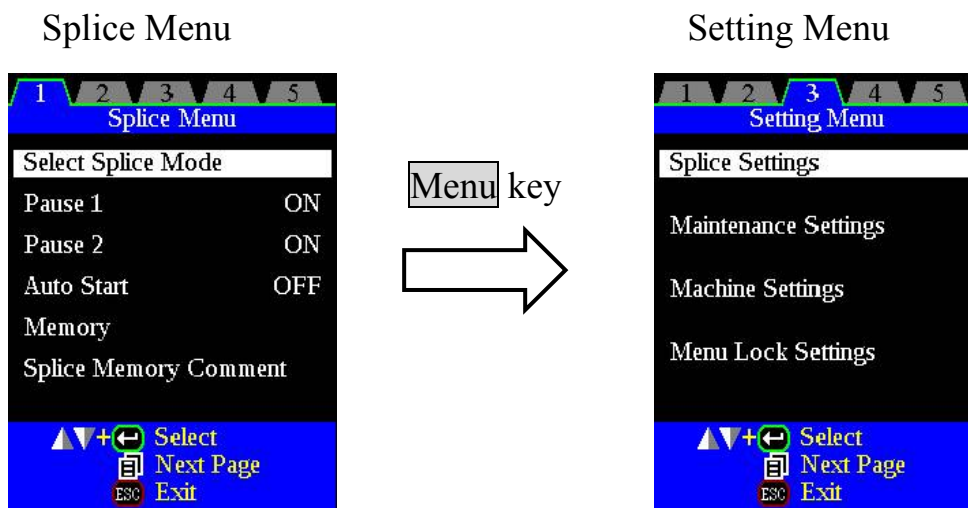 Splice Menu
1 2 3 4 5
Splice Menu
Select Splice Mode
Pause 1 ON
Pause 2 ON
Auto Start OFF
Memory
Splice Memory Comment
+ Select
Next Page
ESC Exit
Menu key
Setting Menu
1 2 3 4 5
Setting Menu
Splice Settings
Maintenance Settings
Machine Settings
Menu Lock Settings
+ Select
Next Page
ESC Exit